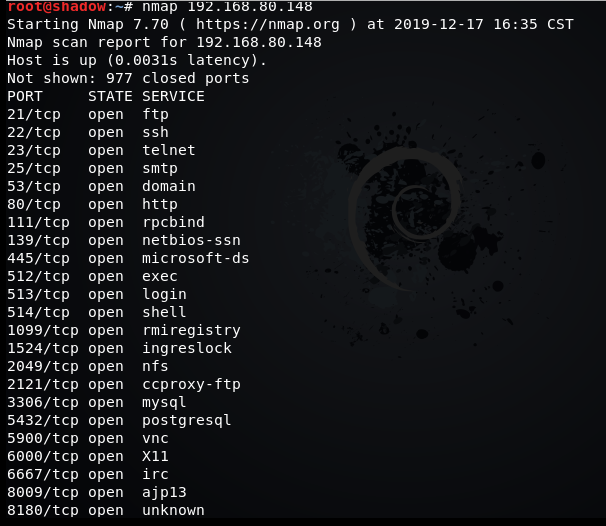 root@shadow:~# nmap 192.168.80.148
Starting Nmap 7.70 ( https://nmap.org ) at 2019-12-17 16:35 CST
Nmap scan report for 192.168.80.148
Host is up (0.0031s latency).
Not shown: 977 closed ports
PORT     STATE SERVICE
21/tcp   open  ftp
22/tcp   open  ssh
23/tcp   open  telnet
25/tcp   open  smtp
53/tcp   open  domain
80/tcp   open  http
111/tcp  open  rpcbind
139/tcp  open  netbios-ssn
445/tcp  open  microsoft-ds
512/tcp  open  exec
513/tcp  open  login
514/tcp  open  shell
1099/tcp open  rmiregistry
1524/tcp open  ingreslock
2049/tcp open  nfs
2121/tcp open  ccproxy-ftp
3306/tcp open  mysql
5432/tcp open  postgresql
5900/tcp open  vnc
6000/tcp open  X11
6667/tcp open  irc
8009/tcp open  ajp13
8180/tcp open  unknown